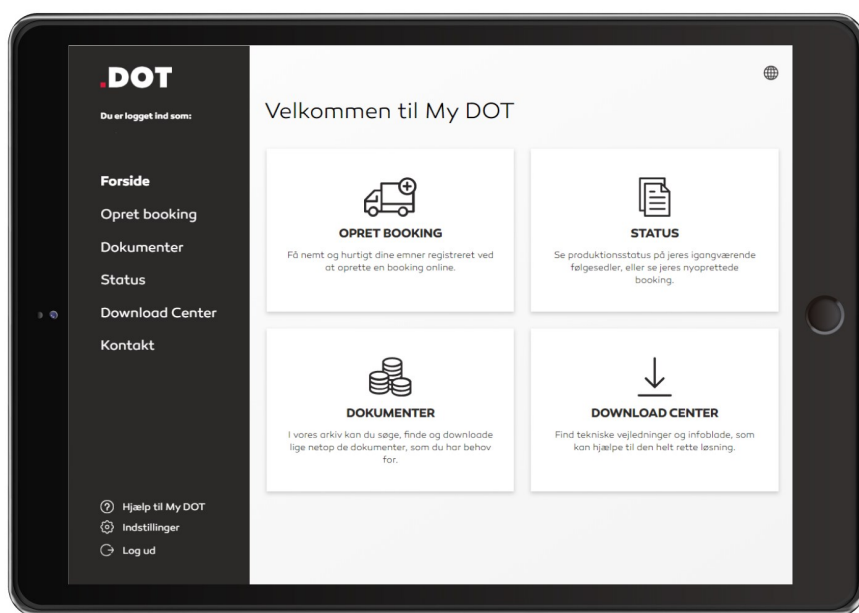 .DOT
Du er logget ind som:
Forside
Opret booking
Dokumenter
Status
Download Center
Kontakt
Hjælp til My DOT
Indstillinger
Log ud
Velkommen til My DOT
OPRET BOOKING
Få nemt og hurtigt dine emner registreret ved
at oprette en booking online.
STATUS
Se produktionsstatus på jeres igangværende
følgesedler, eller se jeres nyoprettede
booking.
DOKUMENTER
I vores arkiv kan du søge, finde og downloade
lige netop de dokumenter, som du har behov
for.
DOWNLOAD CENTER
Find tekniske vejledninger og infoblade, som
kan hjælpe til den helt rette løsning.